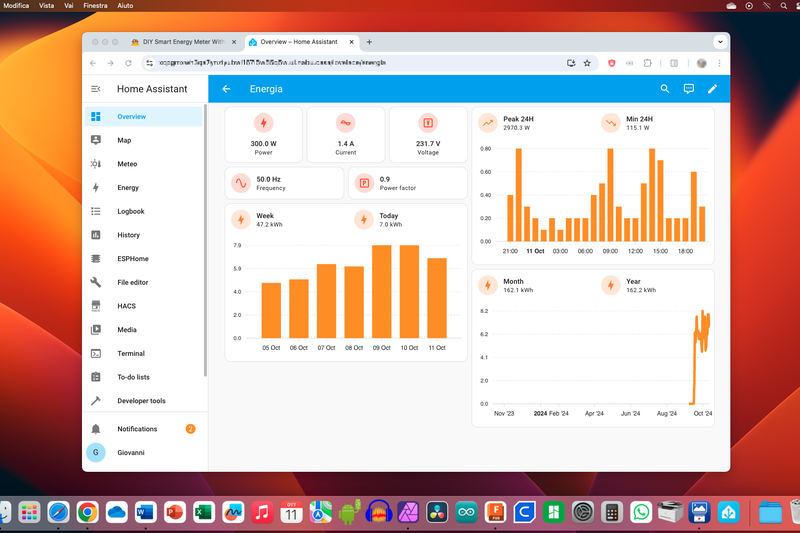 Modifica Vista Vai Finestra Aiuto
DIY Smart Energy Meter With
Overview – Home Assistant
Home Assistant
Energia
Overview
Map
Meteo
Energy
Logbook
History
ESPHome
File editor
HACS
Media
Terminal
To-do lists
Developer tools
Notifications
2
G
Giovanni
300.0 W
Power
1.4 A
Current
231.7 V
Voltage
50.0 Hz
Frequency
0.9
Power factor
Week
47.2 kWh
Today
7.0 kWh
7.9
5.9
4.0
2.0
0.0
05 Oct 06 Oct 07 Oct 08 Oct 09 Oct 10 Oct 11 Oct
Peak 24H
2970.3 W
Min 24H
115.1 W
0.80
0.60
0.40
0.20
0.00
21:00 11 Oct 03:00 06:00 09:00 12:00 15:00 18:00
Month
162.1 kWh
Year
162.2 kWh
8.2
6.2
4.1
2.0
0.0
Nov '23 2024 Feb '24 Apr '24 Jun '24 Aug '24 Oct '24
OTT
11